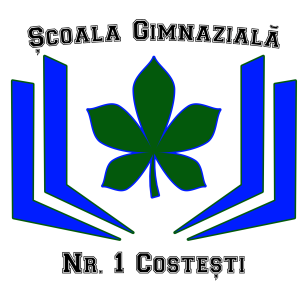 Școala Gimnazială
Nr. 1 Costești